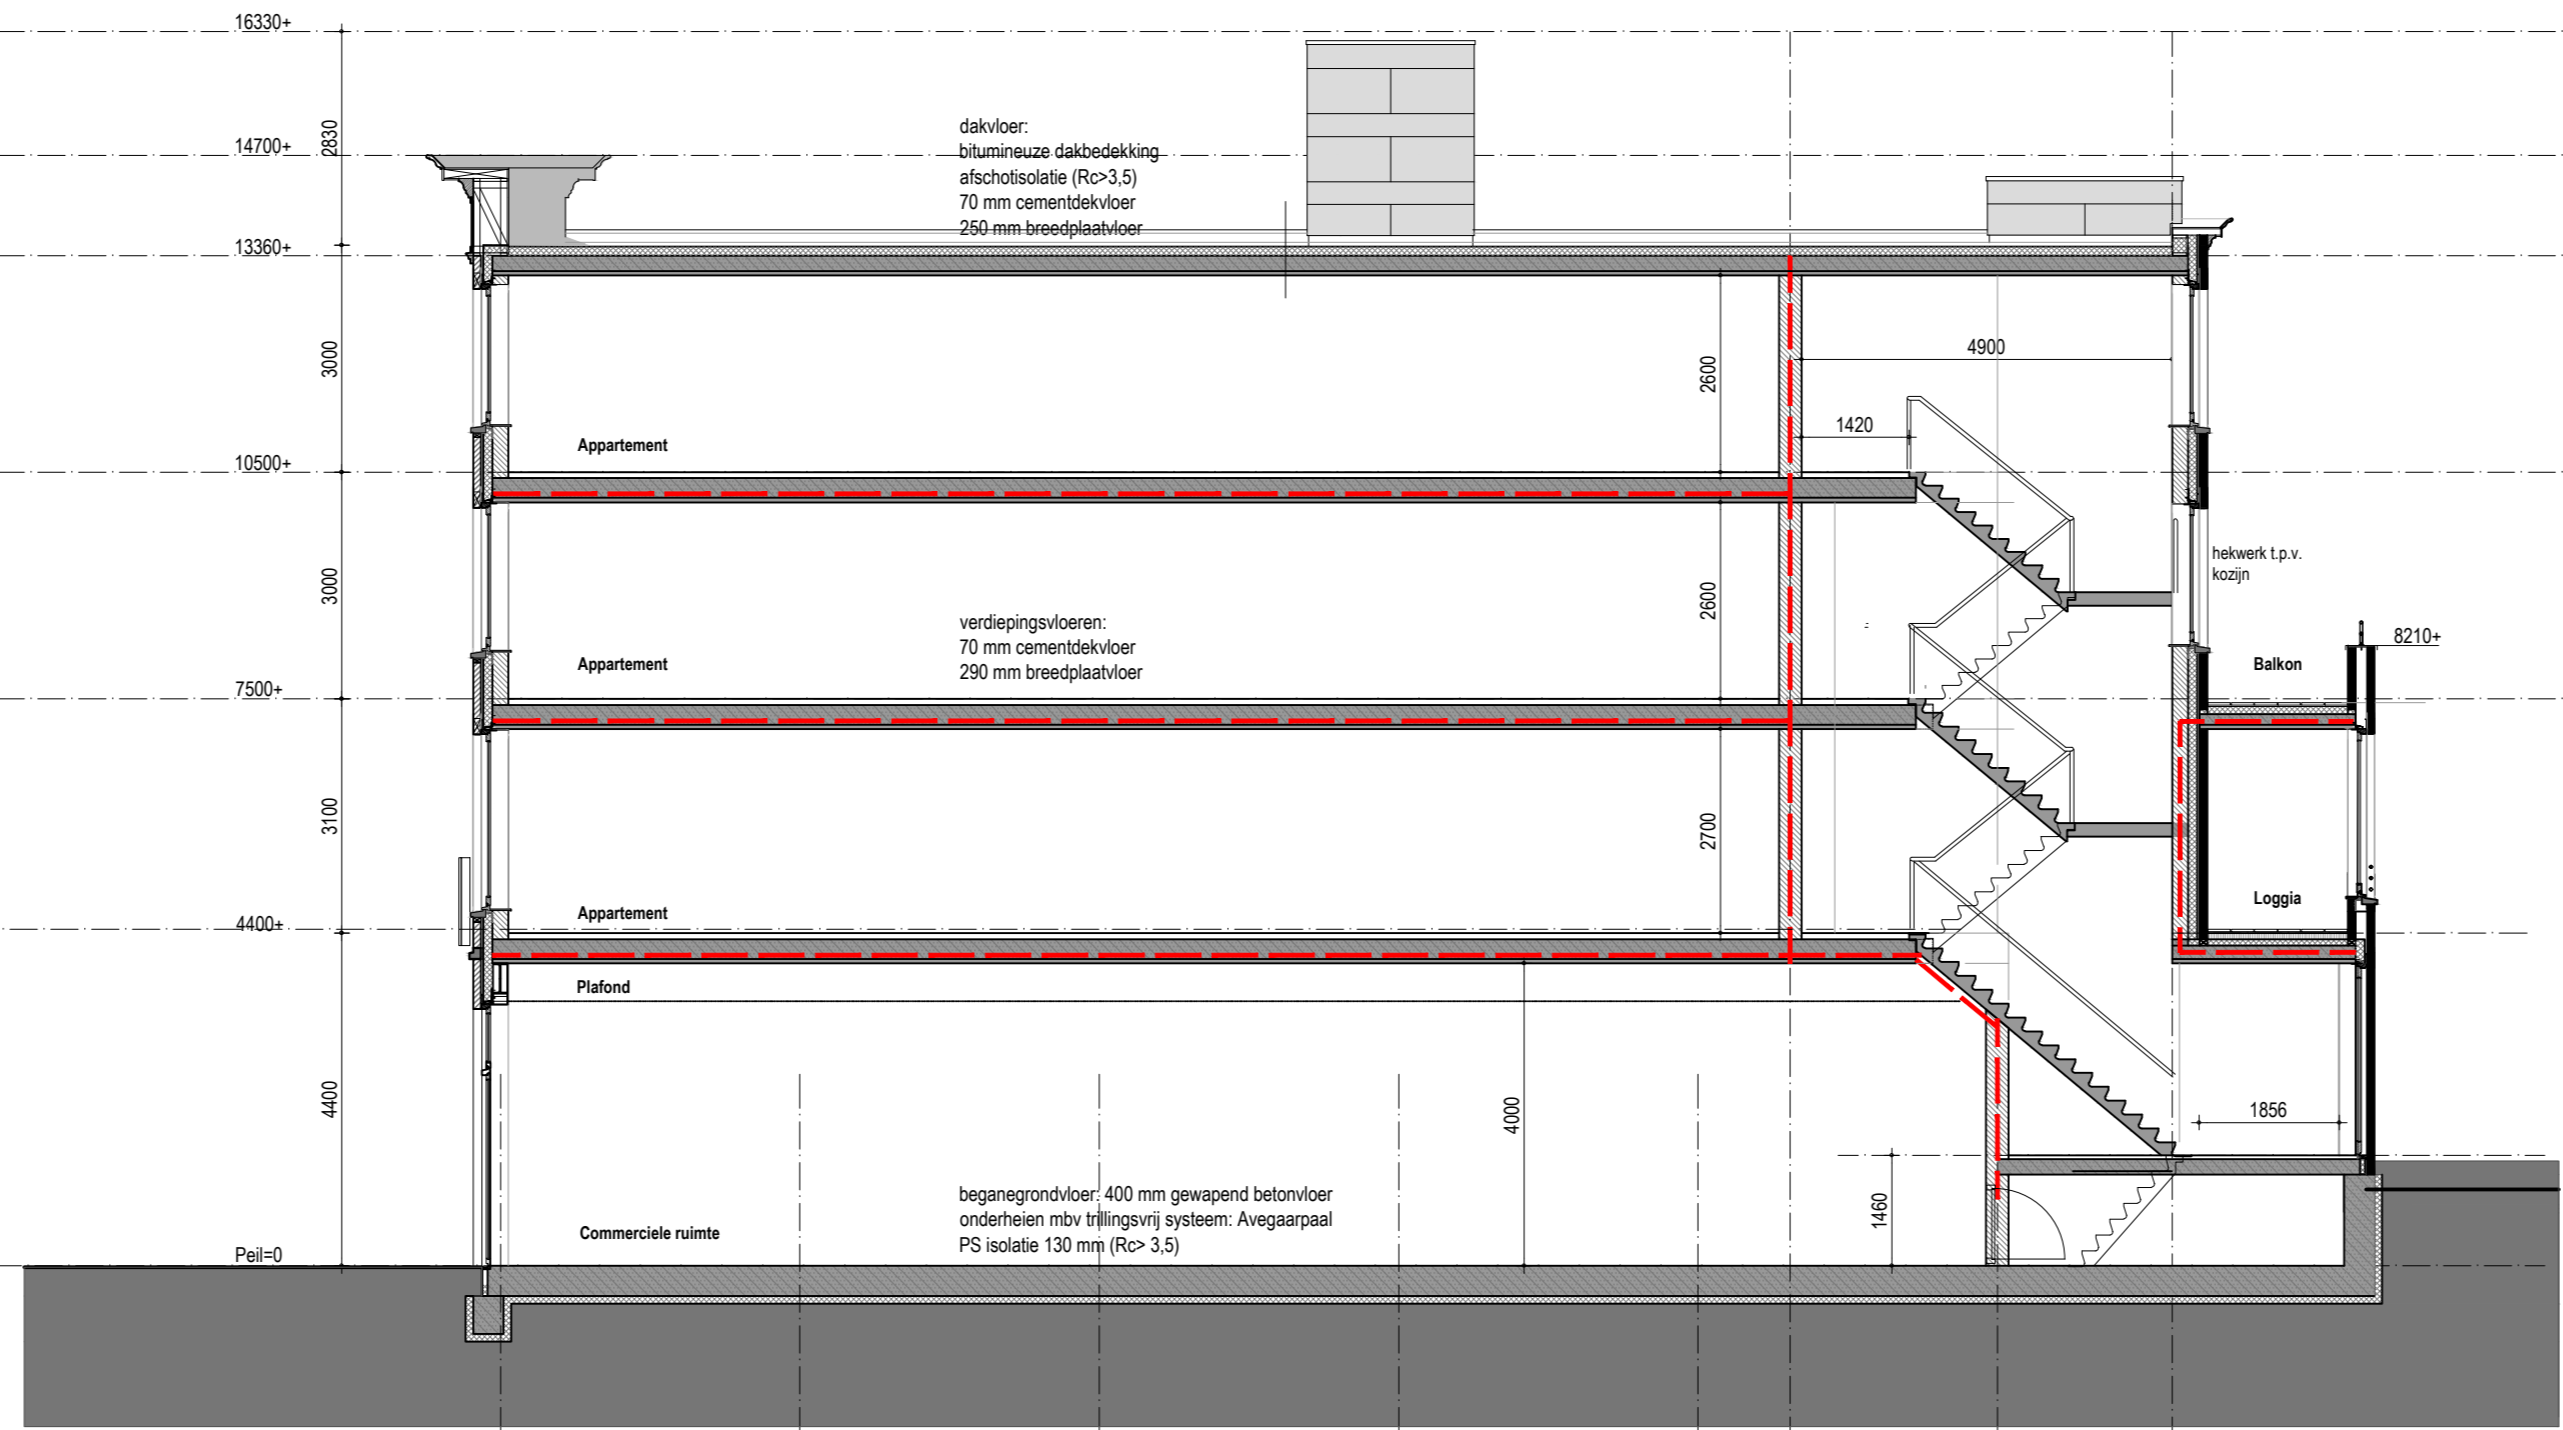 16330+
2830
14700+
13360+
dakvloer:
bitumineuze dakbedekking
afschotisolatie (Rc>3,5)
70 mm cementdekvloer
250 mm breedplaatvloer
3000
2600
4900
1420
Appartement
10500+
3000
2600
hekwerk t.p.v.
kozijn
verdiepingsvloeren:
70 mm cementdekvloer
290 mm breedplaatvloer
8210+
Appartement
Balkon
7500+
3100
2700
Appartement
Loggia
4400+
Plafond
4400
4000
1856
1460
beganegrondvloer: 400 mm gewapend betonvloer
onderheien mbv trillingsvrij systeem: Avegaarpaal
PS isolatie 130 mm (Rc> 3,5)
Commerciele ruimte
Peil=0